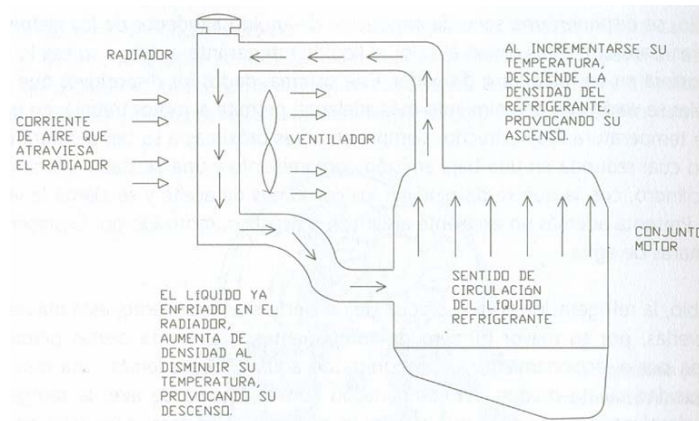 RADIADOR
AL INCREMENTARSE SU
TEMPERATURA,
DESCIENDE LA
DENSIDAD DEL
REFRIGERANTE,
PROVOCANDO SU
ASCENSO.
CORRIENTE
DE AIRE QUE
ATRAVIESA
EL RADIADOR
VENTILADOR
CONJUNTO
MOTOR
SENTIDO DE
CIRCULACIÓN
DEL LIQUIDO
REFRIGERANTE
EL LIQUIDO YA
ENFRIADO EN EL
RADIADOR,
AUMENTA DE
DENSIDAD AL
DISMINUIR SU
TEMPERATURA,
PROVOCANDO SU
DESCENSO.